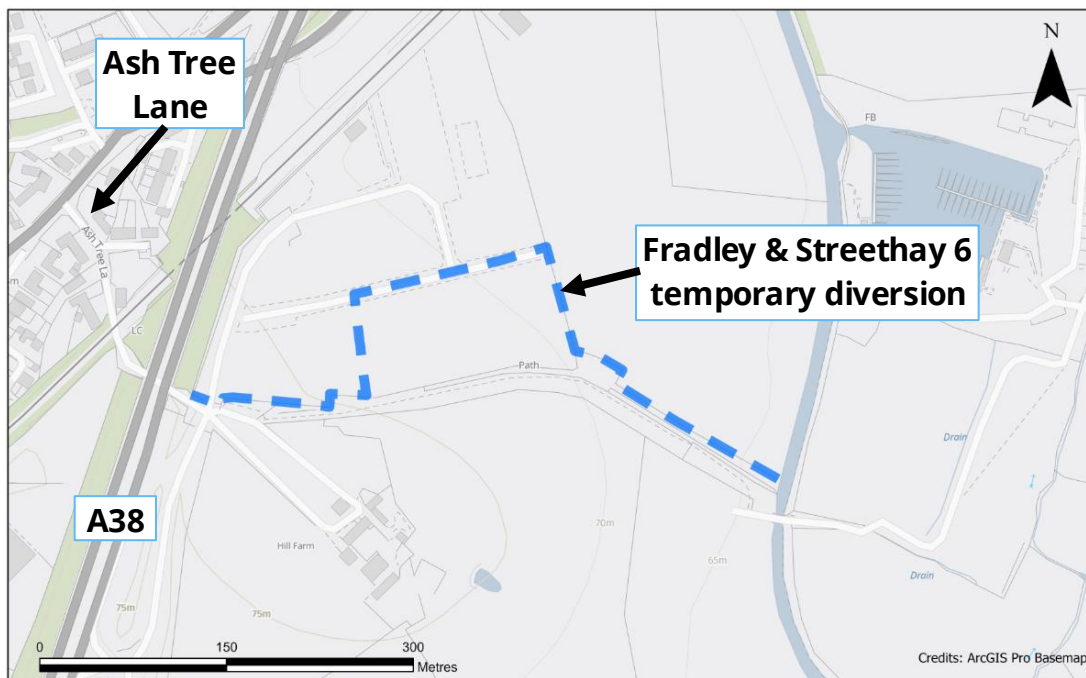 Ash Tree
Lane
N
FB
Ash Tree La
Fradley & Streethay 6
temporary diversion
LC
Path
Drain
A38
70m
Hill Farm
65m
Drain
75m
75m
0
150
300
Metres
Credits: ArcGIS Pro Basemap